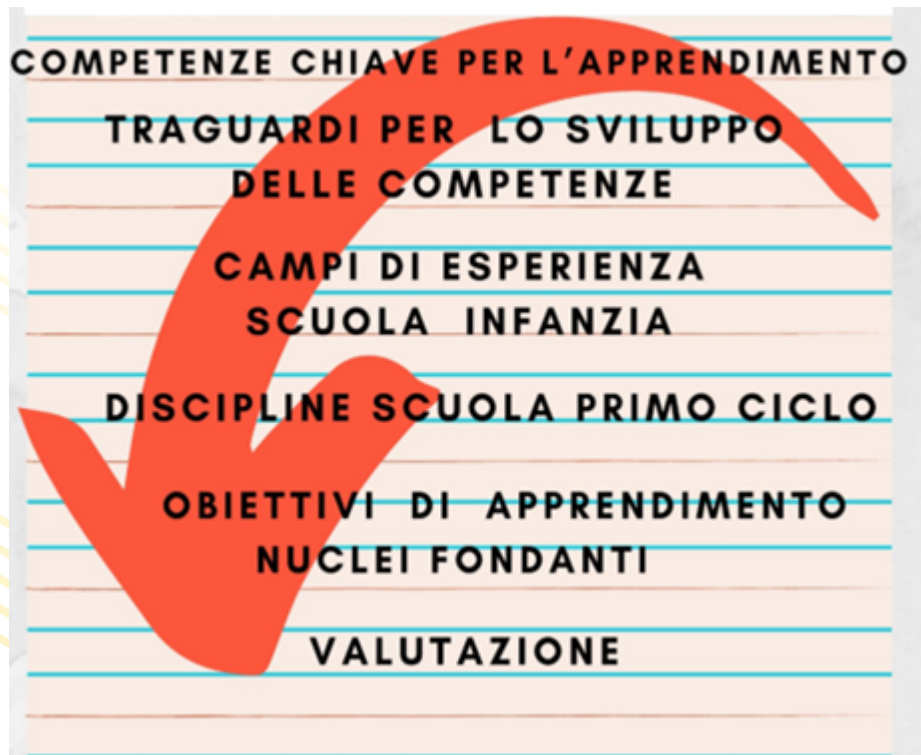 COMPETENZE CHIAVE PER L'APPRENDIMENTO
TRAGUARDI PER LO SVILUPPO
DELLE COMPETENZE
CAMPI DI ESPERIENZA
SCUOLA INFANZIA
DISCIPLINE SCUOLA PRIMO CICLO
OBIETTIVI DI APPRENDIMENTO
NUCLEI FONDANTI
VALUTAZIONE